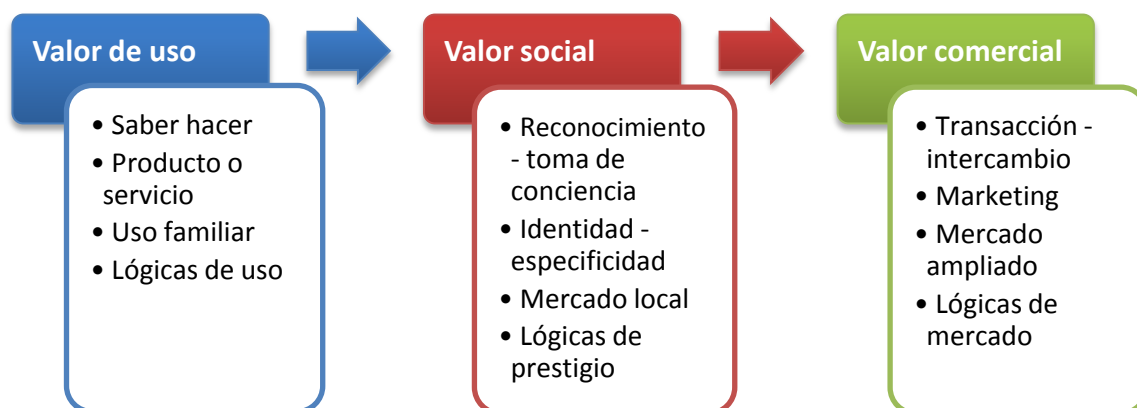 Valor de uso
• Saber hacer
• Producto o
servicio
• Uso familiar
• Lógicas de uso
Valor social
• Reconocimiento
- toma de
conciencia
• Identidad -
especificidad
• Mercado local
• Lógicas de
prestigio
Valor comercial
• Transacción -
intercambio
• Marketing
• Mercado
ampliado
• Lógicas de
mercado